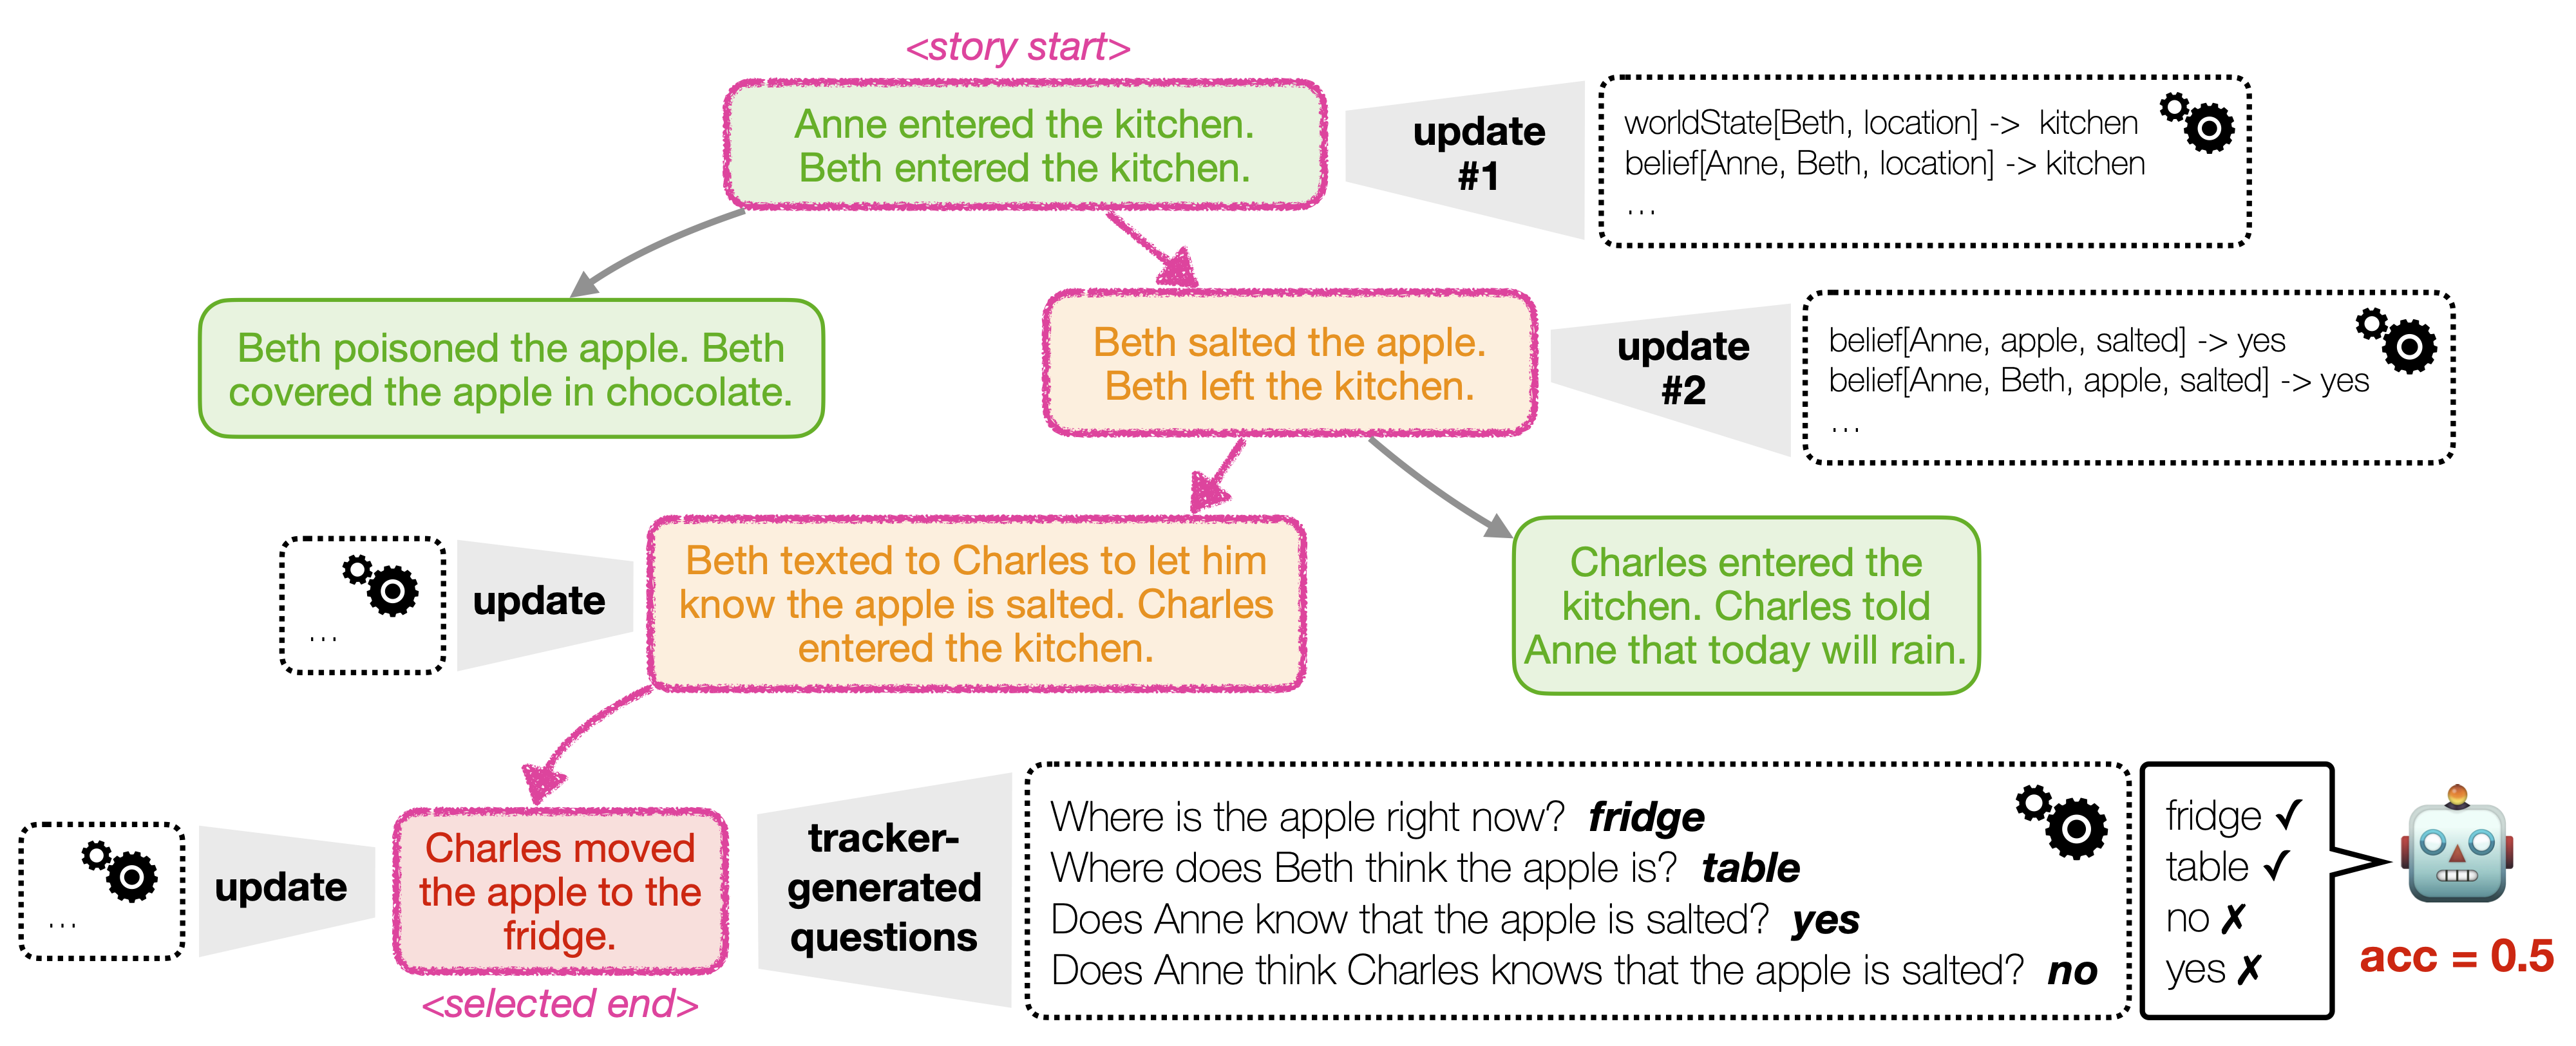 <story start>
Anne entered the kitchen.
Beth entered the kitchen.
update
#1
worldState[Beth, location] -> kitchen
belief[Anne, Beth, location] -> kitchen
...
Beth poisoned the apple. Beth
covered the apple in chocolate.
Beth salted the apple.
Beth left the kitchen.
update
#2
belief[Anne, apple, salted] -> yes
belief[Anne, Beth, apple, salted] -> yes
...
...
update
Beth texted to Charles to let him
know the apple is salted. Charles
entered the kitchen.
Charles entered the
kitchen. Charles told
Anne that today will rain.
...
update
Charles moved
the apple to the
fridge.
<selected end>
tracker-
generated
questions
Where is the apple right now? fridge
Where does Beth think the apple is? table
Does Anne know that the apple is salted? yes
Does Anne think Charles knows that the apple is salted? no
fridge ✓
table ✓
no ✗
yes ✗
acc = 0.5